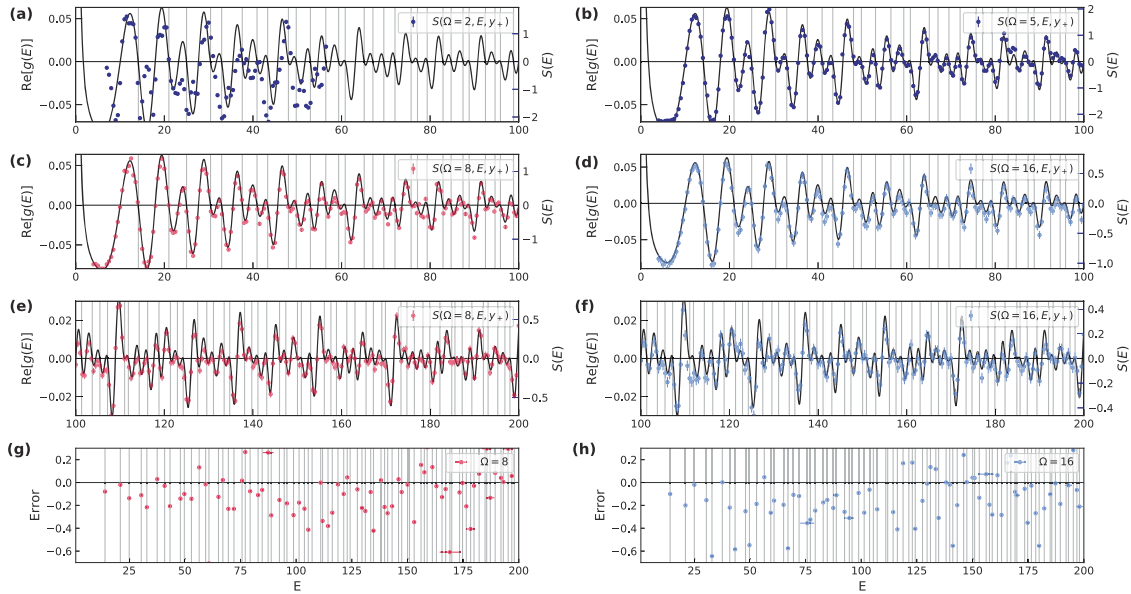 (a)
0.05
0.00
−0.05
Re[g(E)]
S(Ω = 2, E, y₊)
1
0
−1
−2
S(E)
0 20 40 60 80 100
(b)
0.05
0.00
−0.05
Re[g(E)]
S(Ω = 5, E, y₊)
2
1
0
−1
−2
S(E)
0 20 40 60 80 100
(c)
0.05
0.00
−0.05
Re[g(E)]
S(Ω = 8, E, y₊)
1
0
−1
S(E)
0 20 40 60 80 100
(d)
0.05
0.00
−0.05
Re[g(E)]
S(Ω = 16, E, y₊)
0.5
0.0
−0.5
−1.0
S(E)
0 20 40 60 80 100
(e)
0.02
0.00
−0.02
Re[g(E)]
S(Ω = 8, E, y₊)
0.5
0.0
−0.5
S(E)
100 120 140 160 180 200
(f)
0.02
0.00
−0.02
Re[g(E)]
S(Ω = 16, E, y₊)
0.4
0.2
0.0
−0.2
−0.4
S(E)
100 120 140 160 180 200
(g)
0.2
0.0
−0.2
−0.4
−0.6
Error
Ω = 8
25 50 75 100 125 150 175 200
E
(h)
0.2
0.0
−0.2
−0.4
−0.6
Error
Ω = 16
25 50 75 100 125 150 175 200
E